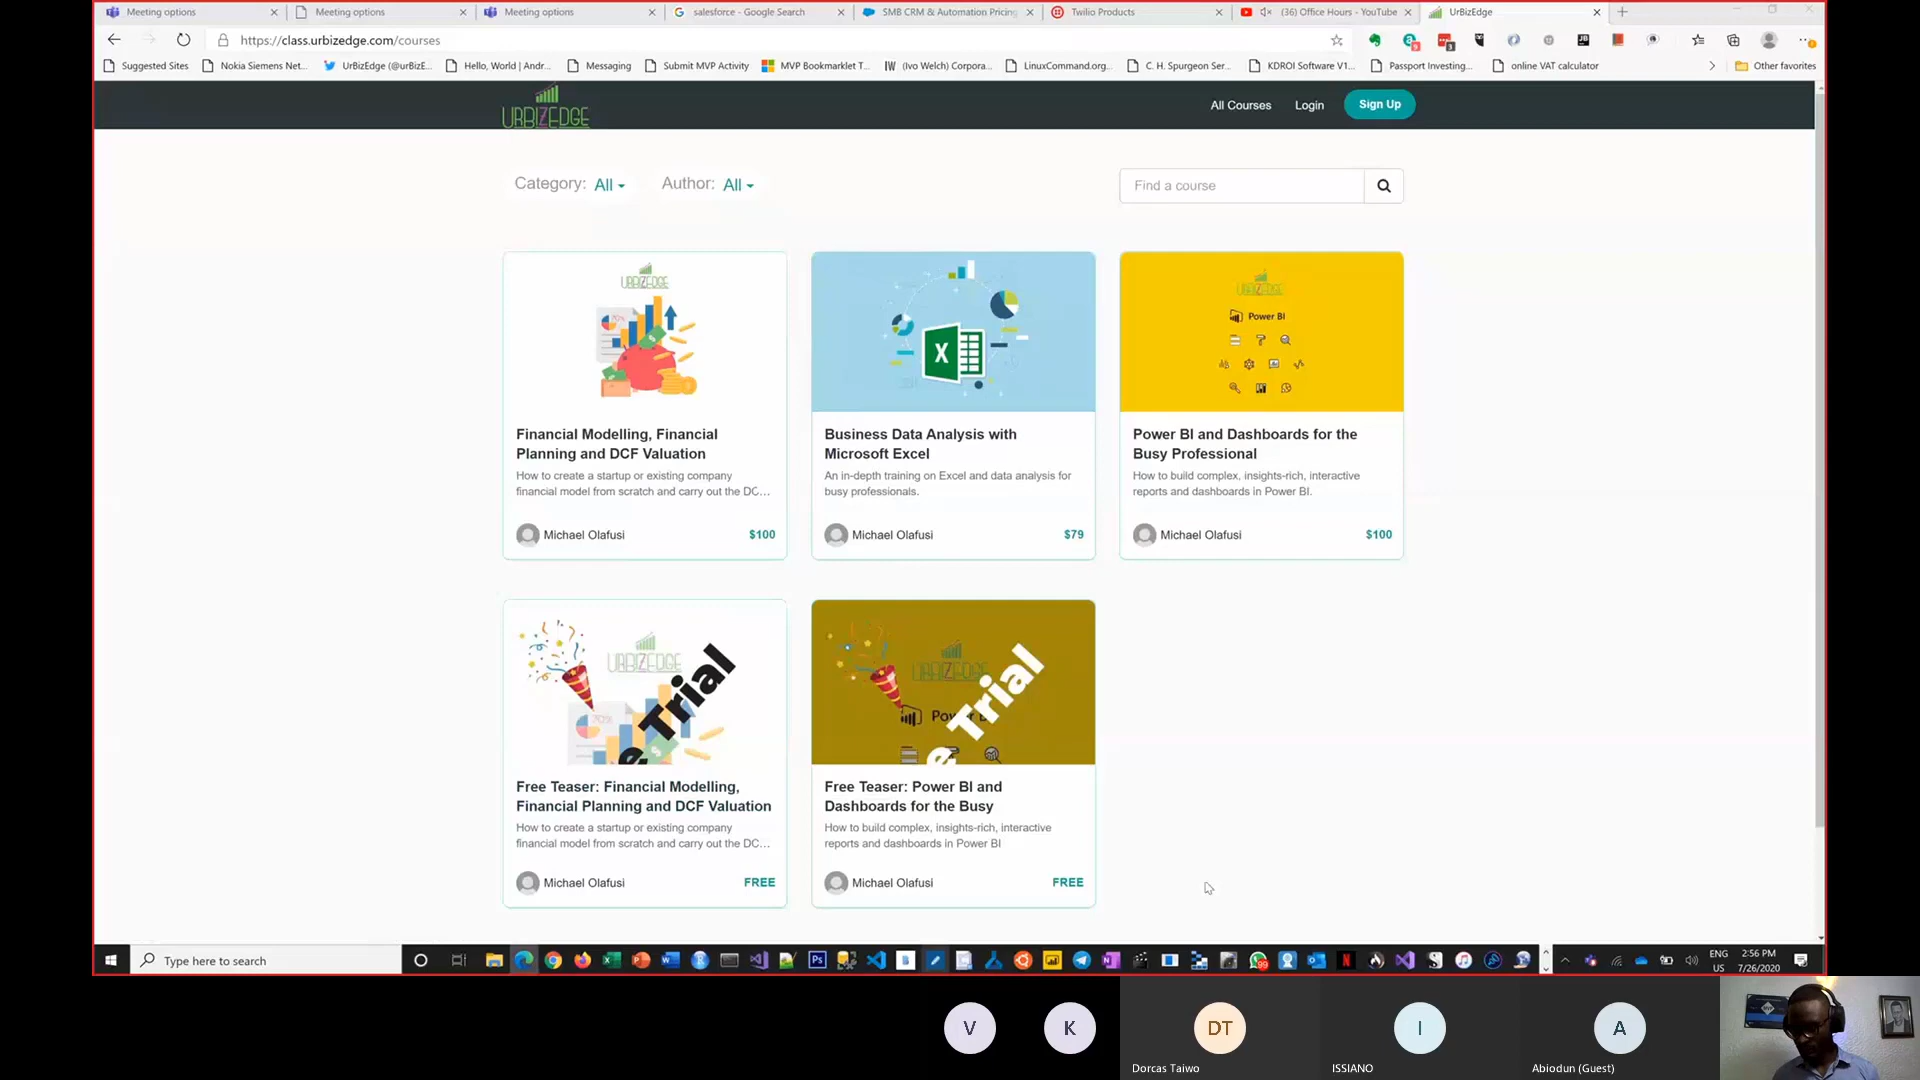 Meeting options
Meeting options
Meeting options
salesforce - Google Search
SMB CRM & Automation Pricing
Twilio Products
(36) Office Hours - YouTube
UrBizEdge
https://class.urbizedge.com/courses
Suggested Sites
Nokia Siemens Net...
UrBizEdge (@urBizE...
Hello, World | Andr...
Messaging
Submit MVP Activity
MVP Bookmarklet T...
(Ivo Welch) Corpora...
LinuxCommand.org...
C. H. Spurgeon Ser...
KDROI Software V1...
Passport Investing...
online VAT calculator
Other favorites
URBIZEDGE
All Courses
Login
Sign Up
Category: All
Author: All
Find a course
URBIZEDGE
70%
X
URBIZEDGE
Power BI
Financial Modelling, Financial
Planning and DCF Valuation
How to create a startup or existing company
financial model from scratch and carry out the DC...
Michael Olafusi
$100
Business Data Analysis with
Microsoft Excel
An in-depth training on Excel and data analysis for
busy professionals.
Michael Olafusi
$79
Power BI and Dashboards for the
Busy Professional
How to build complex, insights-rich, interactive
reports and dashboards in Power BI.
Michael Olafusi
$100
URBIZEDGE
70%
e Trial
URBIZEDGE
e Trial
Free Teaser: Financial Modelling,
Financial Planning and DCF Valuation
How to create a startup or existing company
financial model from scratch and carry out the DC...
Michael Olafusi
FREE
Free Teaser: Power BI and
Dashboards for the Busy
How to build complex, insights-rich, interactive
reports and dashboards in Power BI
Michael Olafusi
FREE
Type here to search
ENG
US
2:56 PM
7/26/2020
V
K
DT
I
A
Dorcas Taiwo
ISSIANO
Abiodun (Guest)